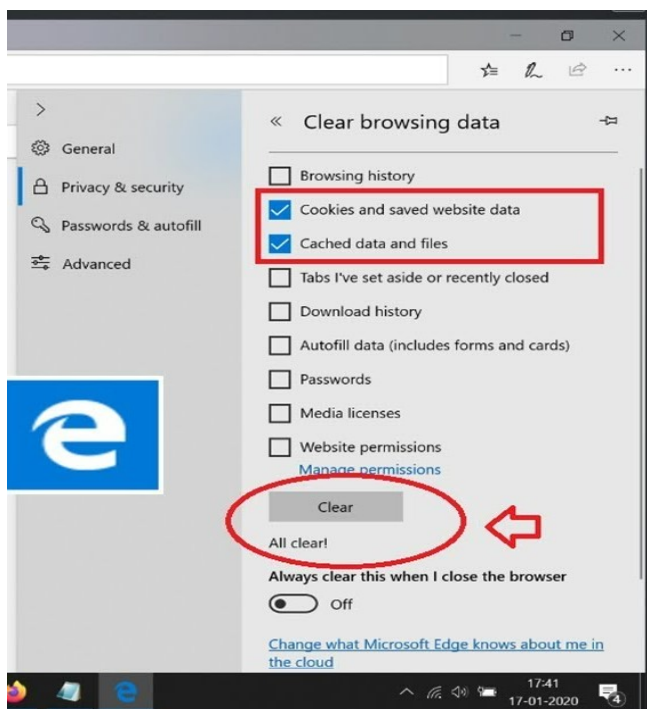 General
Privacy & security
Passwords & autofill
Advanced
Clear browsing data
Browsing history
Cookies and saved website data
Cached data and files
Tabs I've set aside or recently closed
Download history
Autofill data (includes forms and cards)
Passwords
Media licenses
Website permissions
Manage permissions
Clear
All clear!
Always clear this when I close the browser
Off
Change what Microsoft Edge knows about me in
the cloud
17:41
17-01-2020
4